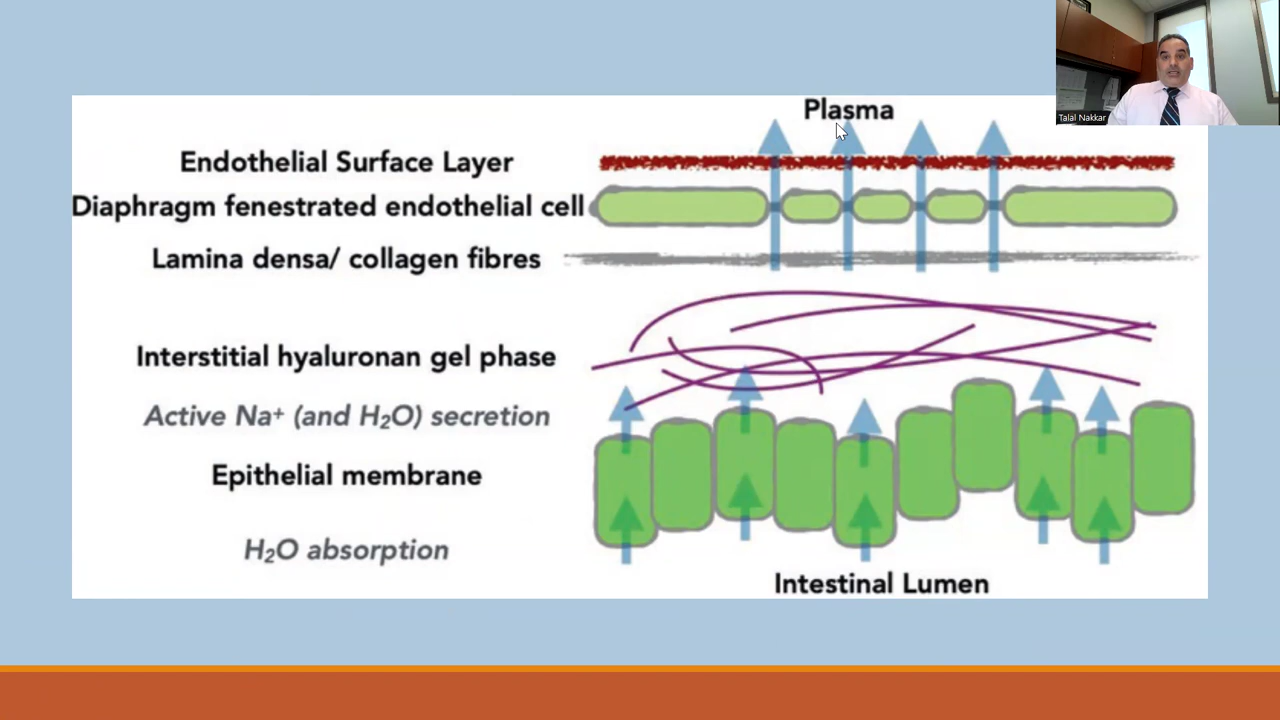 Plasma
Talal Nakkar
Endothelial Surface Layer
Diaphragm fenestrated endothelial cell
Lamina densa/ collagen fibres
Interstitial hyaluronan gel phase
Active Na⁺ (and H₂O) secretion
Epithelial membrane
H₂O absorption
Intestinal Lumen